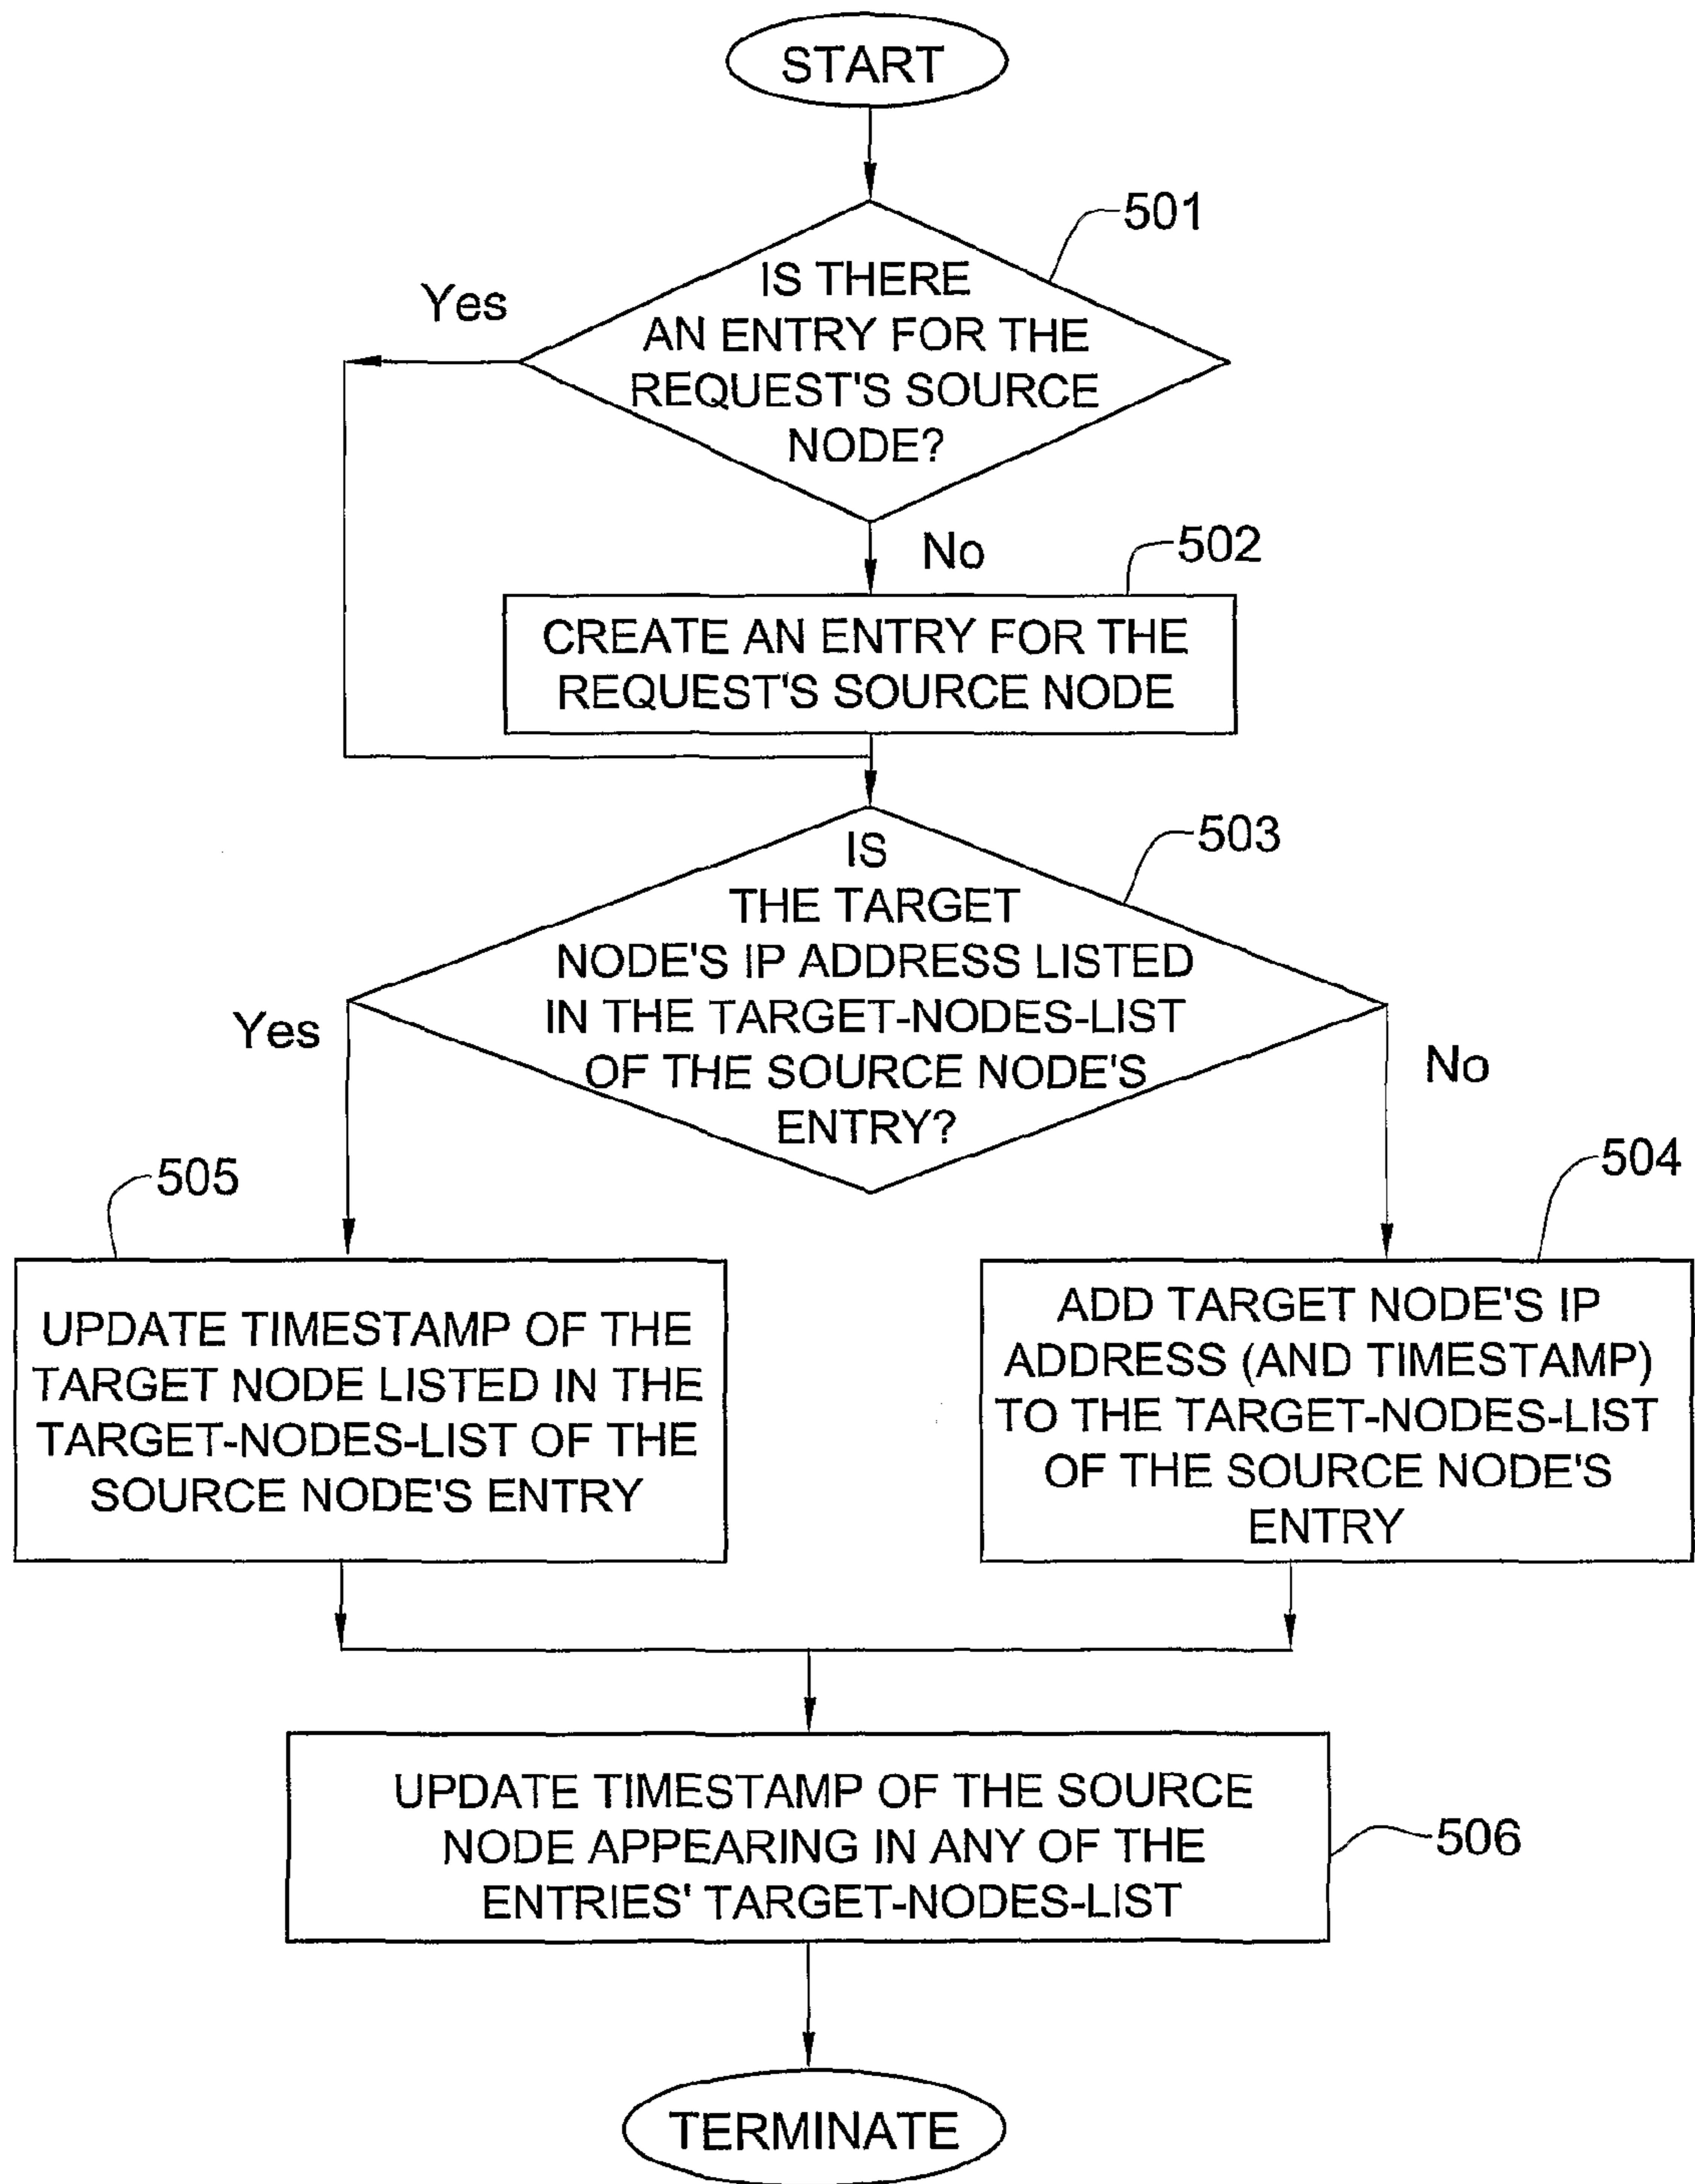 START
501
IS THERE
AN ENTRY FOR THE
REQUEST'S SOURCE
NODE?
Yes
No
502
CREATE AN ENTRY FOR THE
REQUEST'S SOURCE NODE
503
IS
THE TARGET
NODE'S IP ADDRESS LISTED
IN THE TARGET-NODES-LIST
OF THE SOURCE NODE'S
ENTRY?
Yes
No
505
UPDATE TIMESTAMP OF THE
TARGET NODE LISTED IN THE
TARGET-NODES-LIST OF THE
SOURCE NODE'S ENTRY
504
ADD TARGET NODE'S IP
ADDRESS (AND TIMESTAMP)
TO THE TARGET-NODES-LIST
OF THE SOURCE NODE'S
ENTRY
UPDATE TIMESTAMP OF THE SOURCE
NODE APPEARING IN ANY OF THE
ENTRIES' TARGET-NODES-LIST
506
TERMINATE